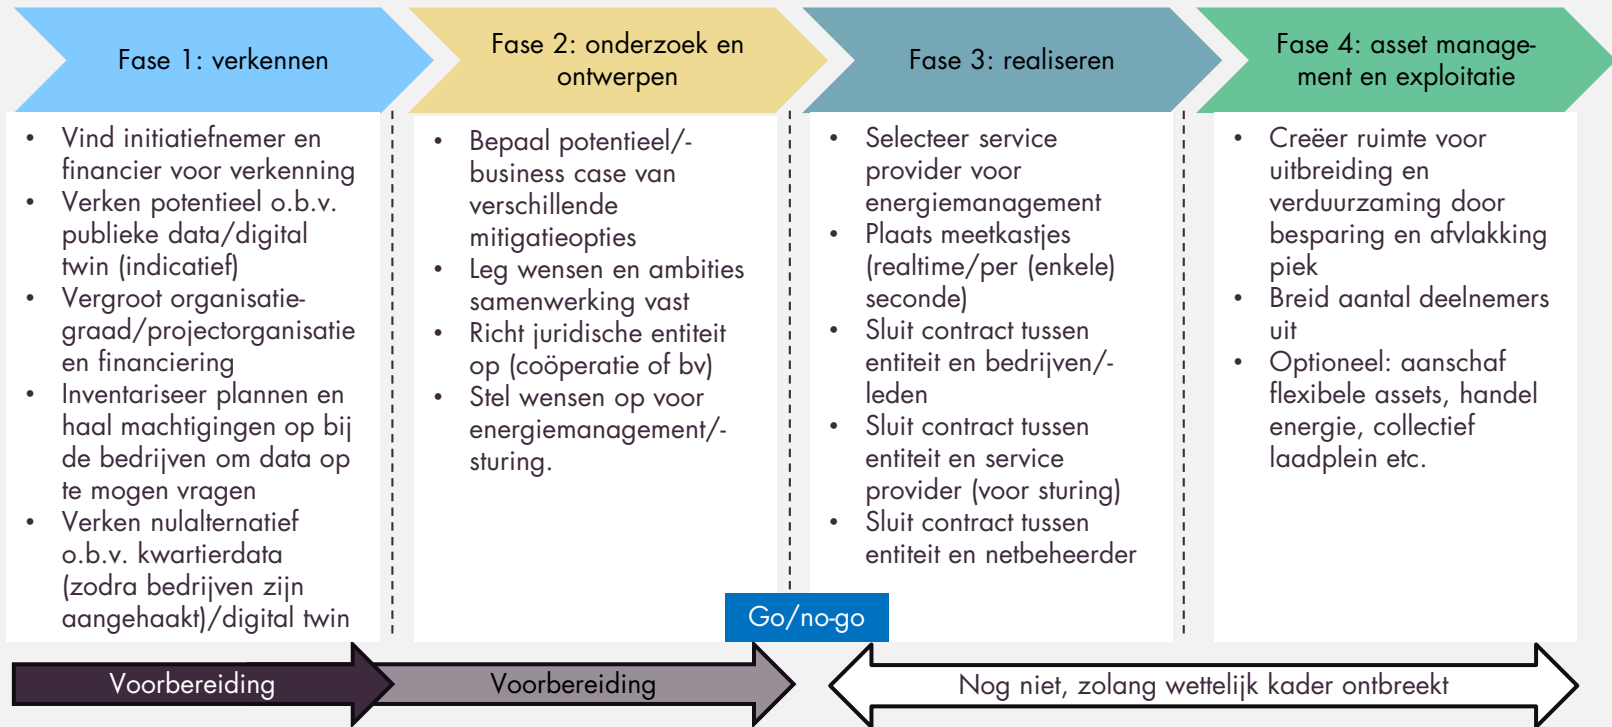 Fase 1: verkennen
• Vind initiatiefnemer en
financier voor verkenning
• Verken potentieel o.b.v.
publieke data/digital
twin (indicatief)
• Vergroot organisatie-
graad/projectorganisatie
en financiering
• Inventariseer plannen en
haal machtigingen op bij
de bedrijven om data op
te mogen vragen
• Verken nulalternatief
o.b.v. kwartierdata
(zodra bedrijven zijn
aangehaakt)/digital twin
Fase 2: onderzoek en
ontwerpen
• Bepaal potentieel/-
business case van
verschillende
mitigatieopties
• Leg wensen en ambities
samenwerking vast
• Richt juridische entiteit
op (coöperatie of bv)
• Stel wensen op voor
energiemanagement/-
sturing.
Fase 3: realiseren
• Selecteer service
provider voor
energiemanagement
• Plaats meetkastjes
(realtime/per (enkele)
seconde)
• Sluit contract tussen
entiteit en bedrijven/-
leden
• Sluit contract tussen
entiteit en service
provider (voor sturing)
• Sluit contract tussen
entiteit en netbeheerder
Fase 4: asset manage-
ment en exploitatie
• Creëer ruimte voor
uitbreiding en
verduurzaming door
besparing en afvlakking
piek
• Breid aantal deelnemers
uit
• Optioneel: aanschaf
flexibele assets, handel
energie, collectief
laadplein etc.
Go/no-go
Voorbereiding
Voorbereiding
Nog niet, zolang wettelijk kader ontbreekt